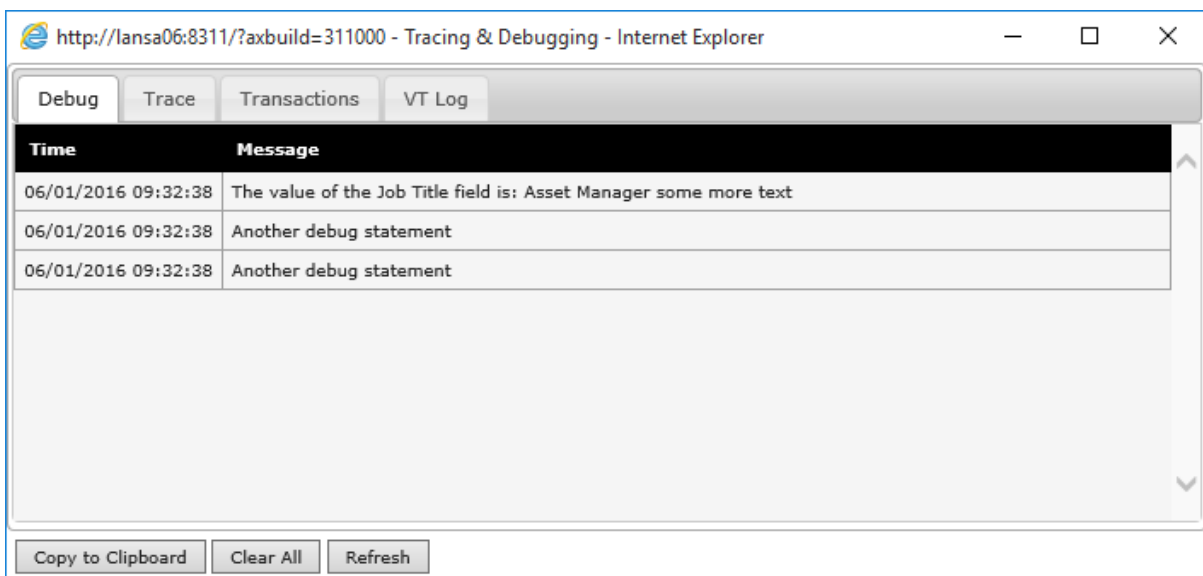 http://lansa06:8311/?axbuild=311000 - Tracing & Debugging - Internet Explorer
Debug Trace Transactions VT Log
Time Message
06/01/2016 09:32:38 The value of the Job Title field is: Asset Manager some more text
06/01/2016 09:32:38 Another debug statement
06/01/2016 09:32:38 Another debug statement
Copy to Clipboard Clear All Refresh